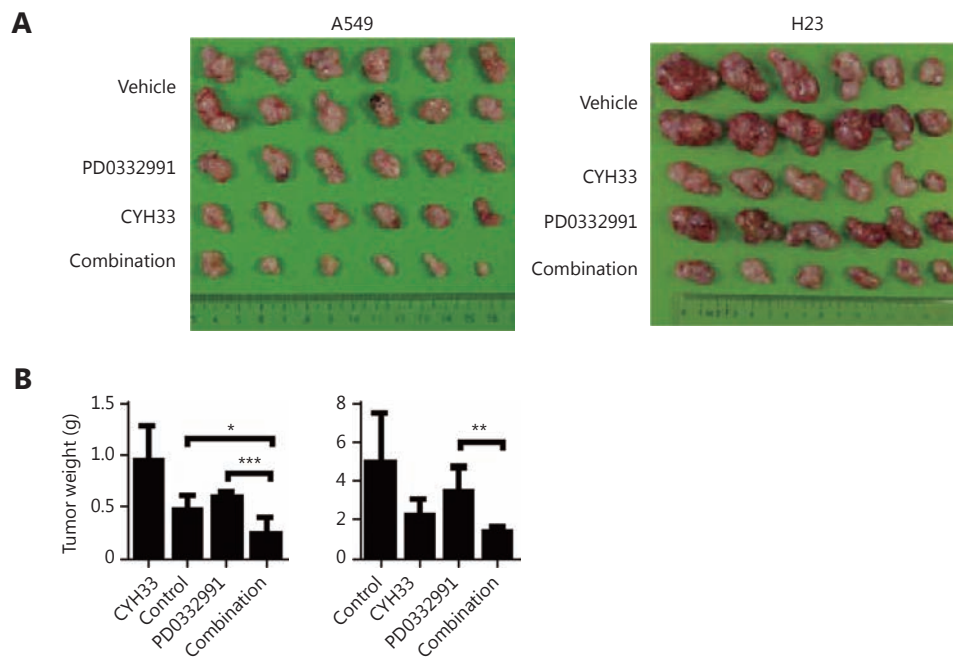 A
A549
H23
Vehicle
PD0332991
CYH33
Combination
Vehicle
CYH33
PD0332991
Combination
B
Tumor weight (g)
1.5
1.0
0.5
0
*
***
CYH33
Control
PD0332991
Combination
8
6
4
2
0
**
Control
CYH33
PD0332991
Combination